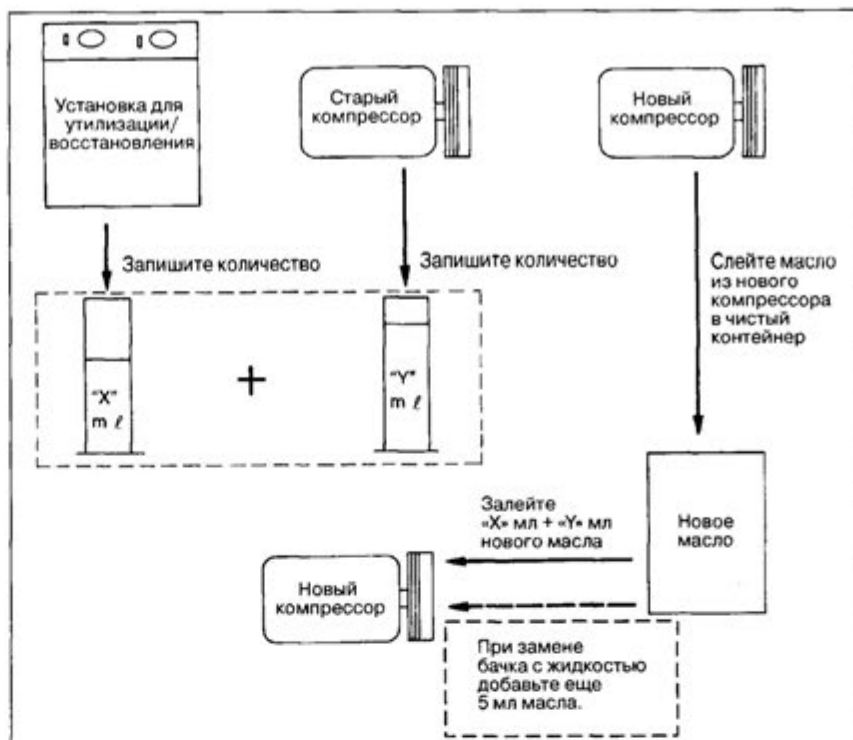 Установка для
утилизации/
восстановления
Старый
компрессор
Новый
компрессор
Запишите количество
Запишите количество
Слейте масло
из нового
компрессора
в чистый
контейнер
"X"
m ℓ
+
"Y"
m ℓ
Залейте
«X» мл + «Y» мл
нового масла
Новое
масло
Новый
компрессор
При замене
бачка с жидкостью
добавьте еще
5 мл масла.